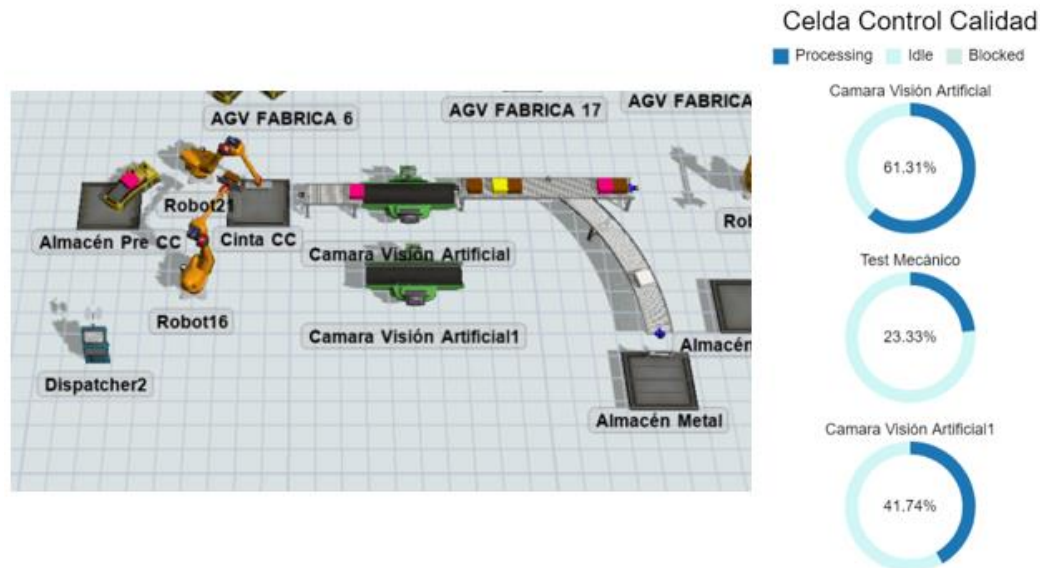 Celda Control Calidad
Processing Idle Blocked
Camara Visión Artificial
61.31%
Test Mecánico
23.33%
Camara Visión Artificial1
41.74%
AGV FABRICA 6
AGV FABRICA 17
AGV FABRICA
Robot21
Almacén Pre CC
Cinta CC
Camara Visión Artificial
Robot16
Camara Visión Artificial1
Dispatcher2
Almacén
Almacén Metal